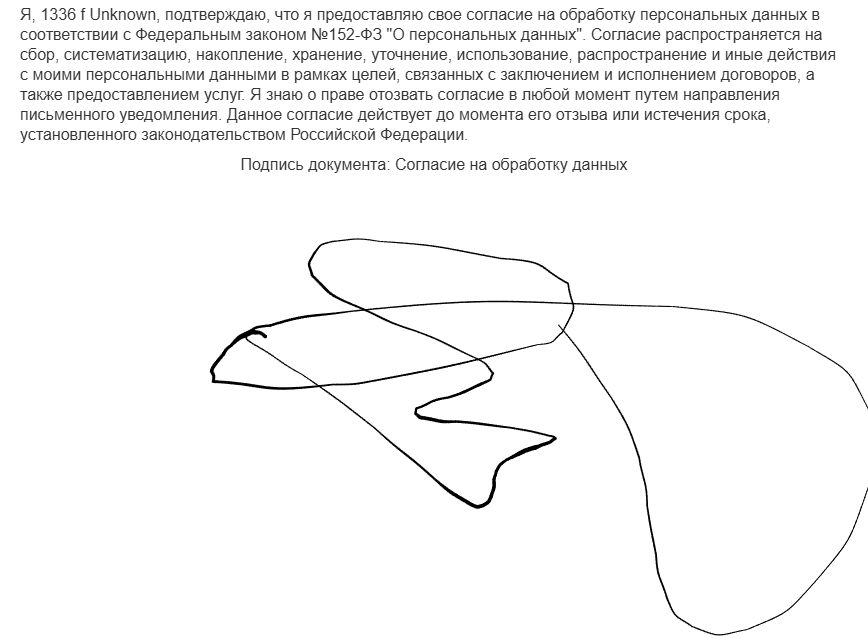 Я, 1336 f Unknown, подтверждаю, что я предоставляю свое согласие на обработку персональных данных в
соответствии с Федеральным законом №152-ФЗ "О персональных данных". Согласие распространяется на
сбор, систематизацию, накопление, хранение, уточнение, использование, распространение и иные действия
с моими персональными данными в рамках целей, связанных с заключением и исполнением договоров, а
также предоставлением услуг. Я знаю о праве отозвать согласие в любой момент путем направления
письменного уведомления. Данное согласие действует до момента его отзыва или истечения срока,
установленного законодательством Российской Федерации.
Подпись документа: Согласие на обработку данных